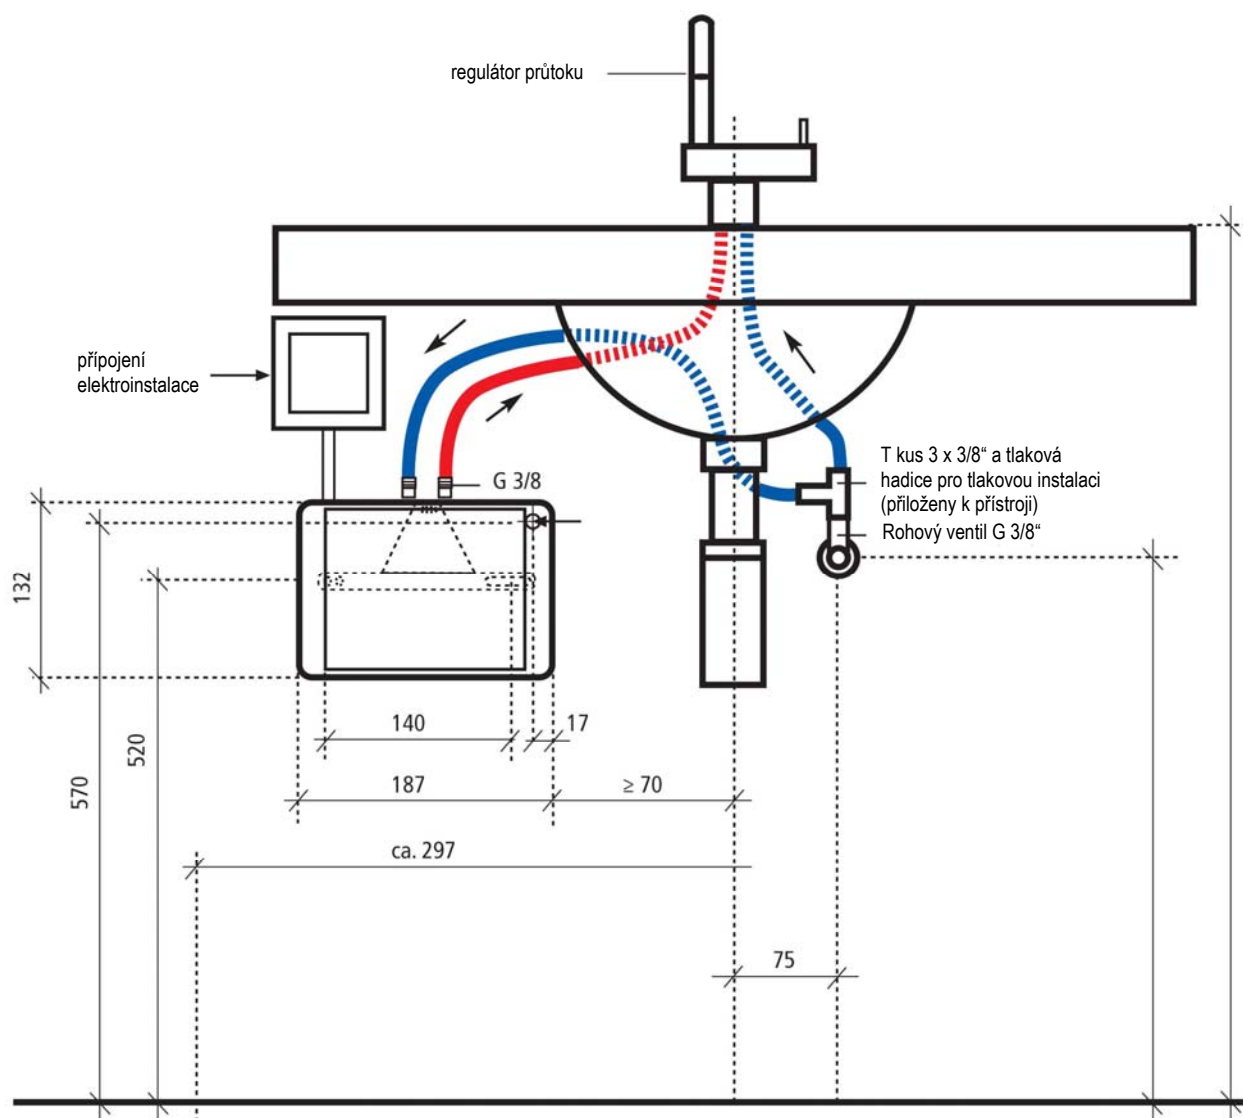 regulátor průtoku
přípojení
elektroinstalace
G 3/8
T kus 3 x 3/8“ a tlaková
hadice pro tlakovou instalaci
(přiloženy k přístroji)
Rohový ventil G 3/8“
132
520
570
140
17
187
≥ 70
ca. 297
75